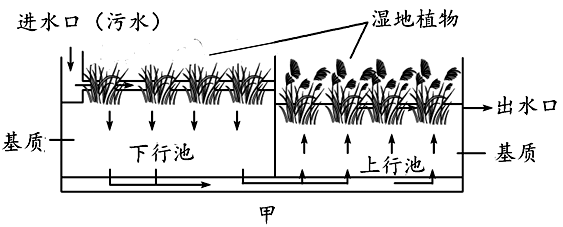 进水口（污水）
湿地植物
出水口
基质
下行池
上行池
基质
甲